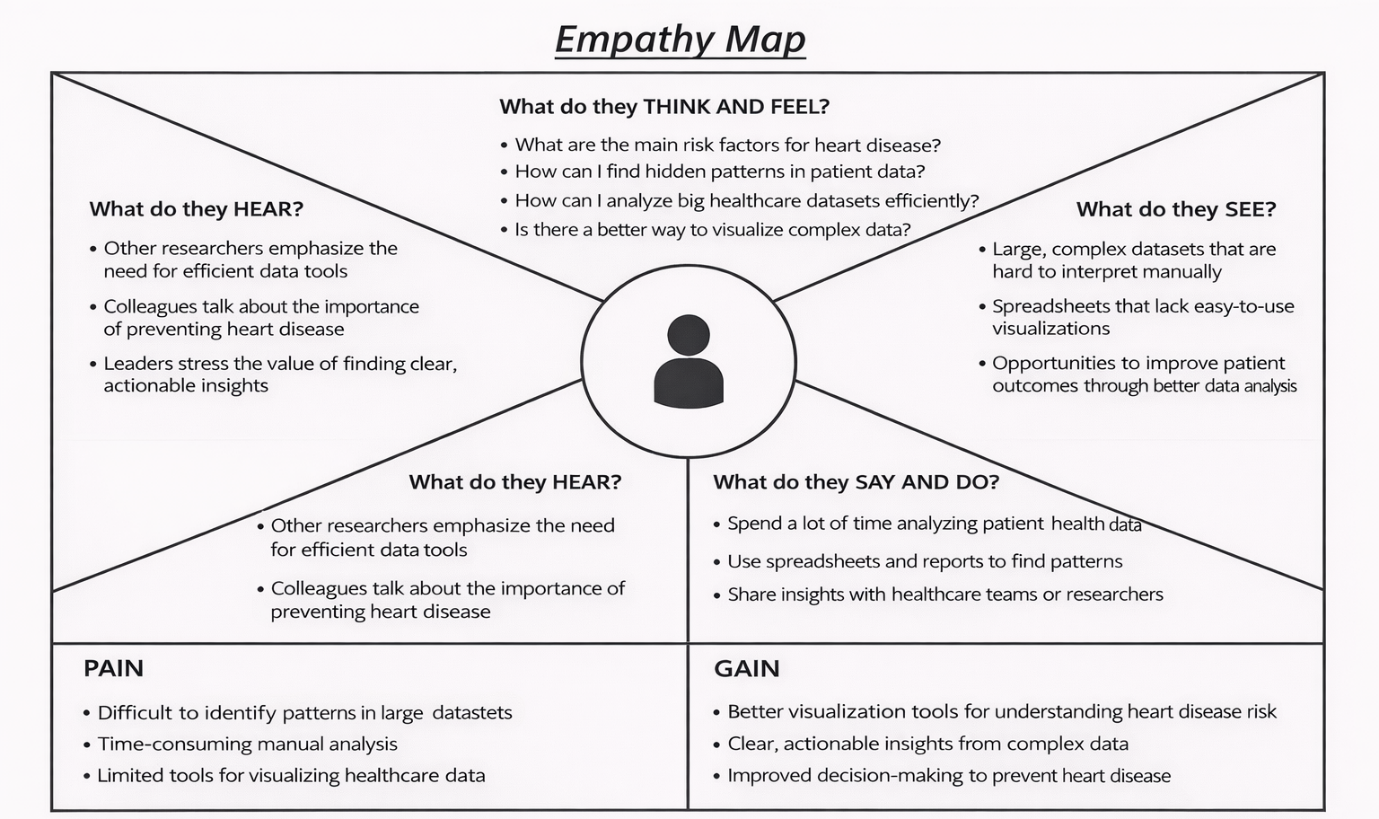 Empathy Map
What do they THINK AND FEEL?
• What are the main risk factors for heart disease?
• How can I find hidden patterns in patient data?
• How can I analyze big healthcare datasets efficiently?
• Is there a better way to visualize complex data?
What do they HEAR?
• Other researchers emphasize the
need for efficient data tools
• Colleagues talk about the importance
of preventing heart disease
• Leaders stress the value of finding clear,
actionable insights
What do they SEE?
• Large, complex datasets that are
hard to interpret manually
• Spreadsheets that lack easy-to-use
visualizations
• Opportunities to improve patient
outcomes through better data analysis
What do they HEAR?
• Other researchers emphasize the need
for efficient data tools
• Colleagues talk about the importance of
preventing heart disease
What do they SAY AND DO?
• Spend a lot of time analyzing patient health data
• Use spreadsheets and reports to find patterns
• Share insights with healthcare teams or researchers
PAIN
• Difficult to identify patterns in large datastets
• Time-consuming manual analysis
• Limited tools for visualizing healthcare data
GAIN
• Better visualization tools for understanding heart disease risk
• Clear, actionable insights from complex data
• Improved decision-making to prevent heart disease